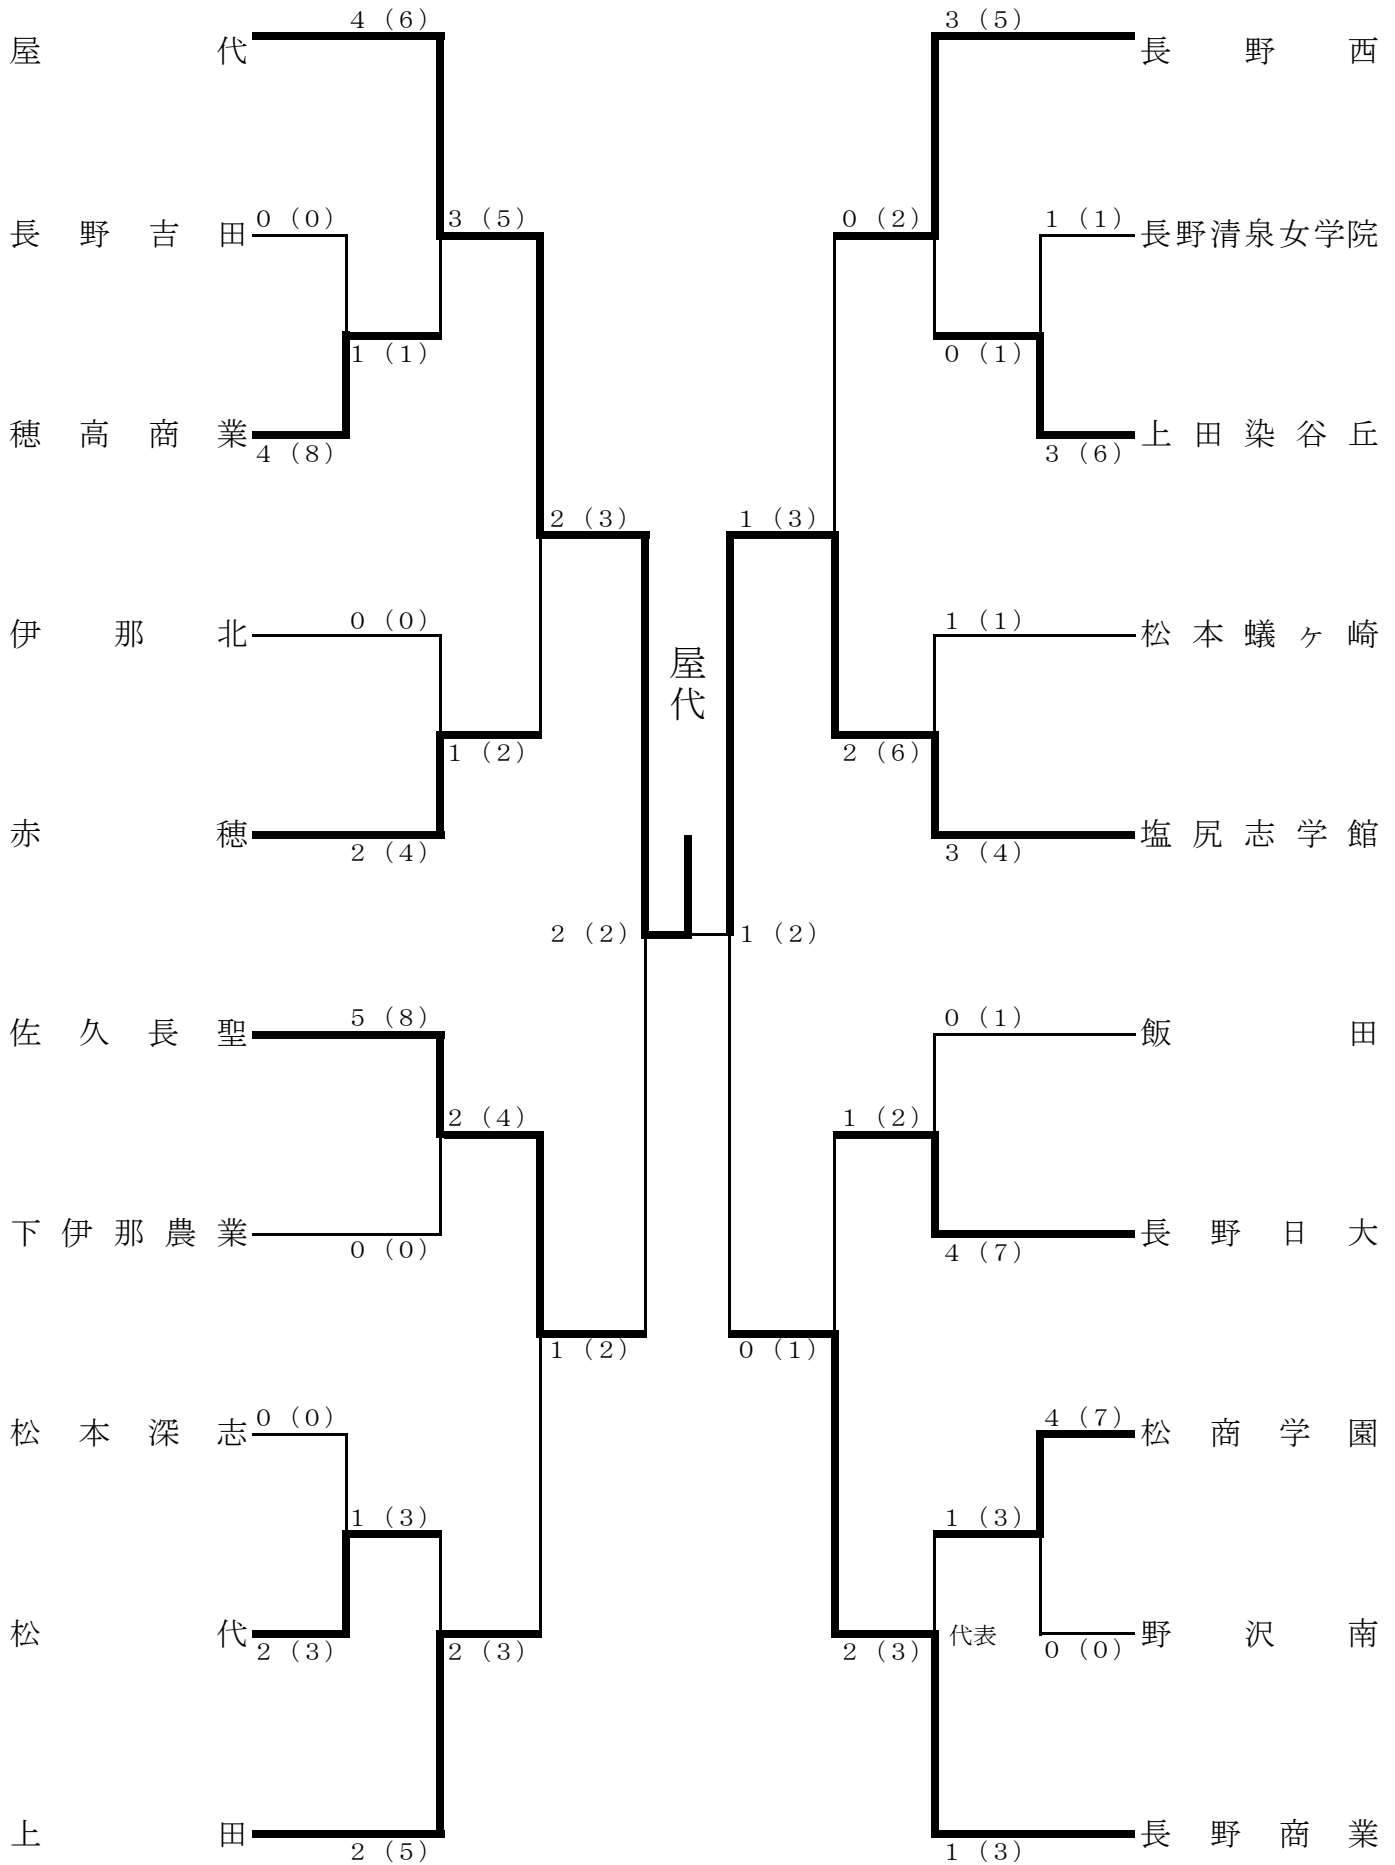 4（6）
3（5）
屋代
長野西
長野吉田
0（0）
3（5）
0（2）
1（1）
長野清泉女学院
1（1）
0（1）
穂高商業
4（8）
3（6）
上田染谷丘
2（3）
1（3）
伊那北
0（0）
1（1）
松本蟻ヶ崎
屋代
1（2）
2（6）
赤穂
2（4）
3（4）
塩尻志学館
2（2）
1（2）
佐久長聖
5（8）
0（1）
飯田
2（4）
1（2）
下伊那農業
0（0）
4（7）
長野日大
1（2）
0（1）
松本深志
0（0）
4（7）
松商学園
1（3）
1（3）
松代
2（3）
2（3）
2（3）
代表
0（0）
野沢南
上田
2（5）
1（3）
長野商業